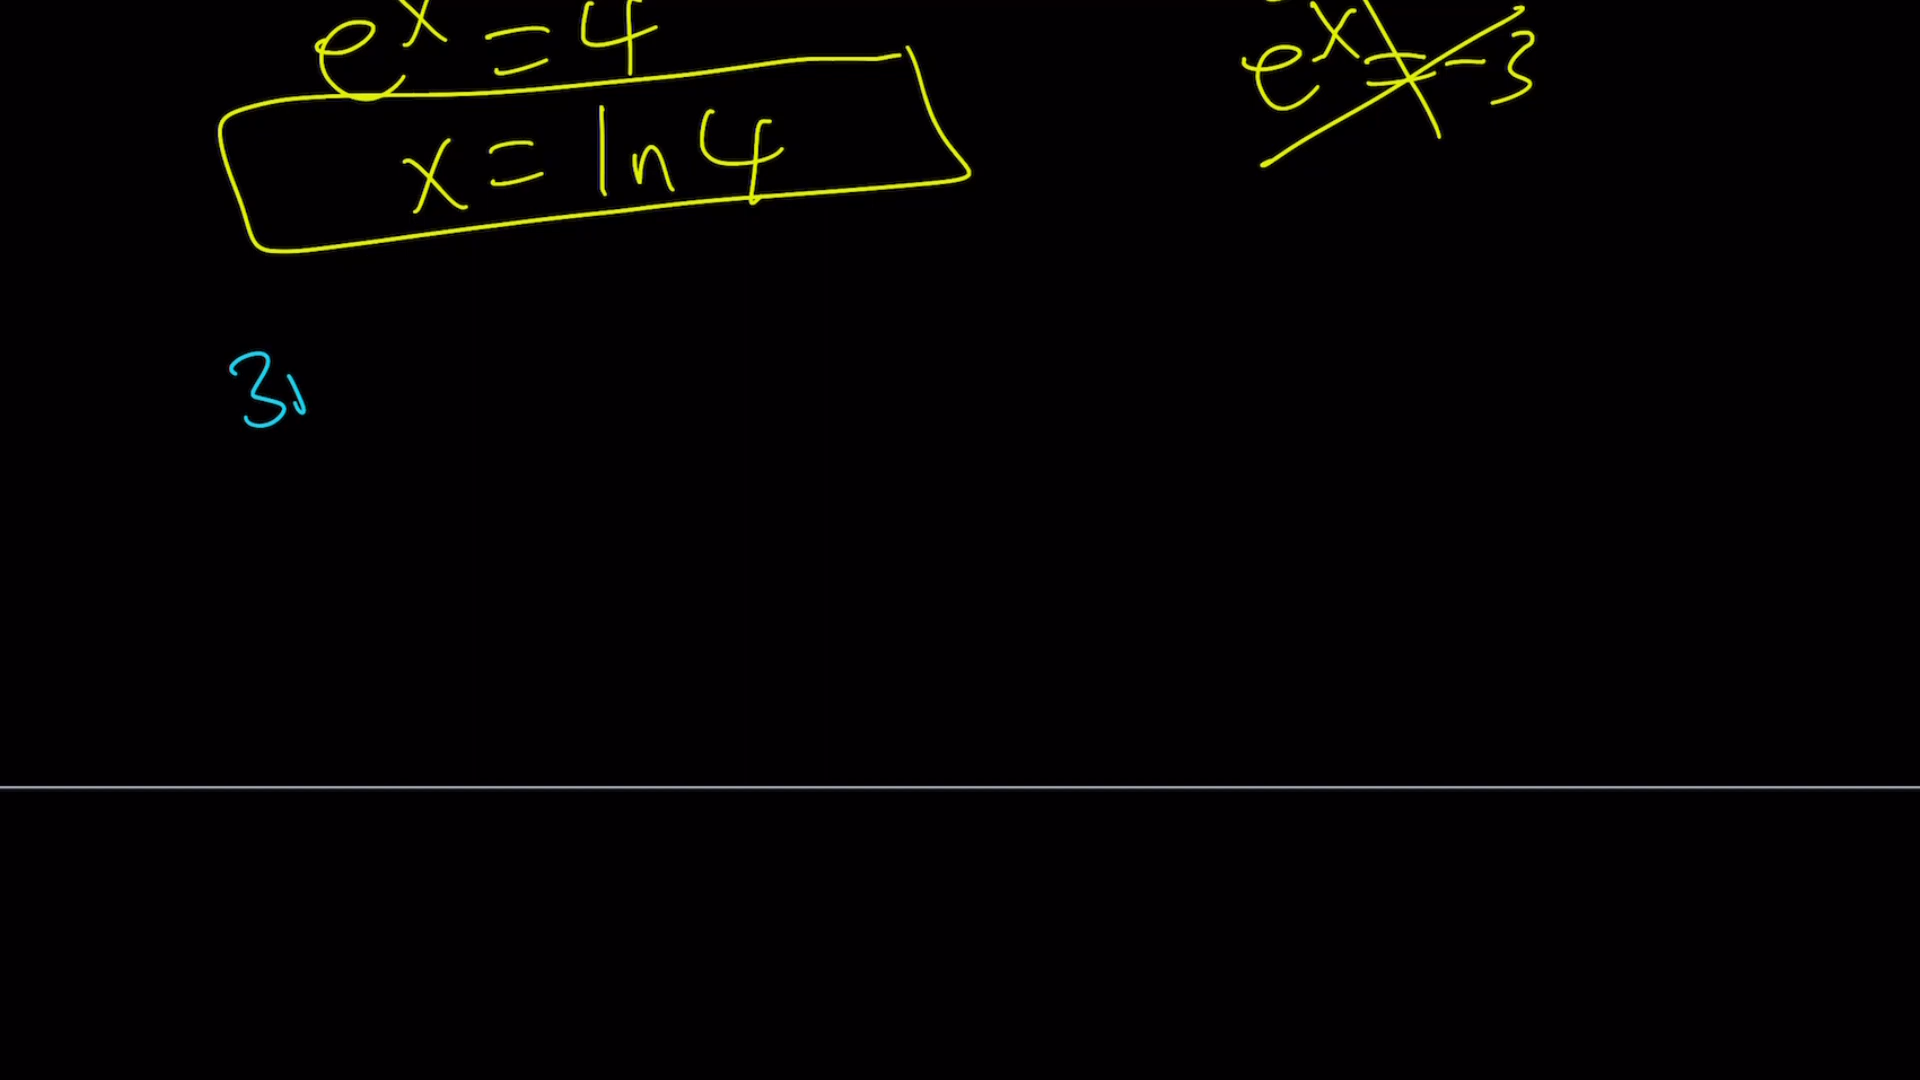 e^x = 4
e^x = -3
x = ln 4
3